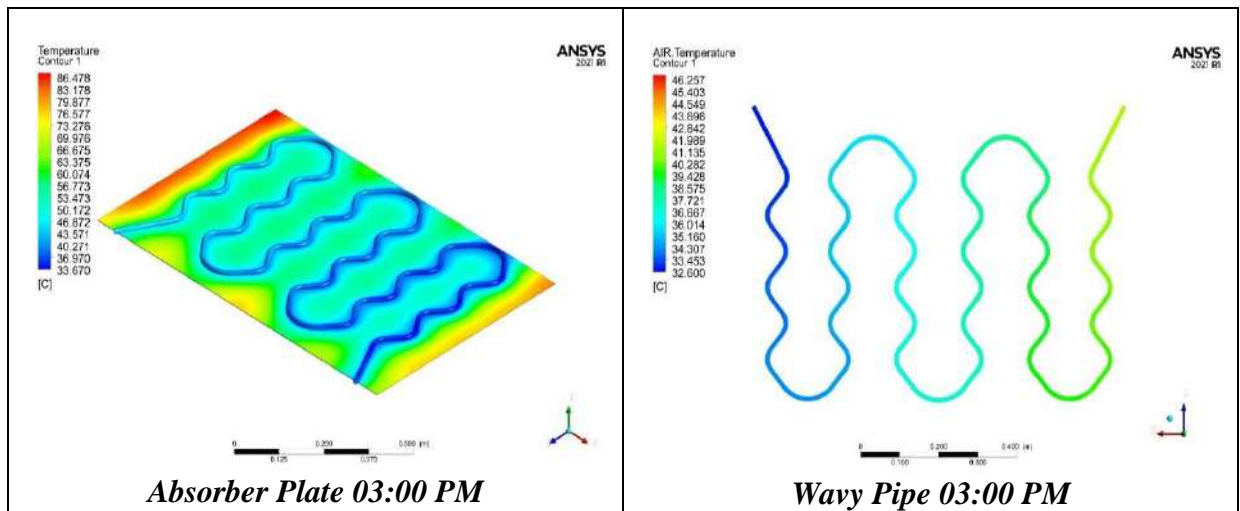 Temperature
Contour 1
86.478
83.178
79.877
76.577
73.276
69.976
66.675
63.375
60.074
56.773
53.473
50.172
46.872
43.571
40.271
36.970
33.670
[C]
ANSYS
2021 R1
0 0.250 0.500 [m]
0.125 0.375
Absorber Plate 03:00 PM
AIR.Temperature
Contour 1
46.257
45.403
44.549
43.696
42.842
41.989
41.135
40.282
39.428
38.575
37.721
36.867
36.014
35.160
34.307
33.453
32.600
[C]
ANSYS
2021 R1
0 0.200 0.400 [m]
0.100 0.300
Wavy Pipe 03:00 PM